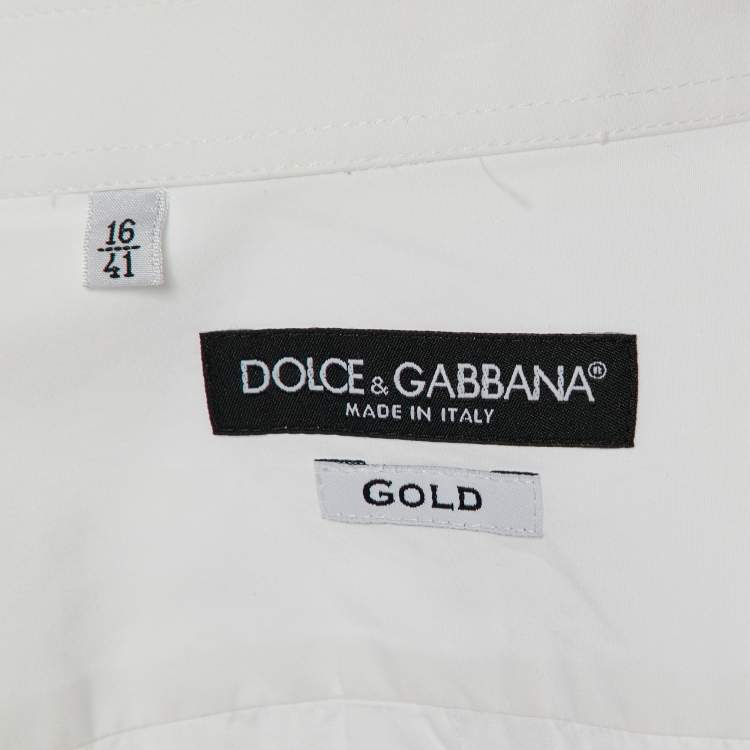 16
41
DOLCE & GABBANA®
MADE IN ITALY
GOLD